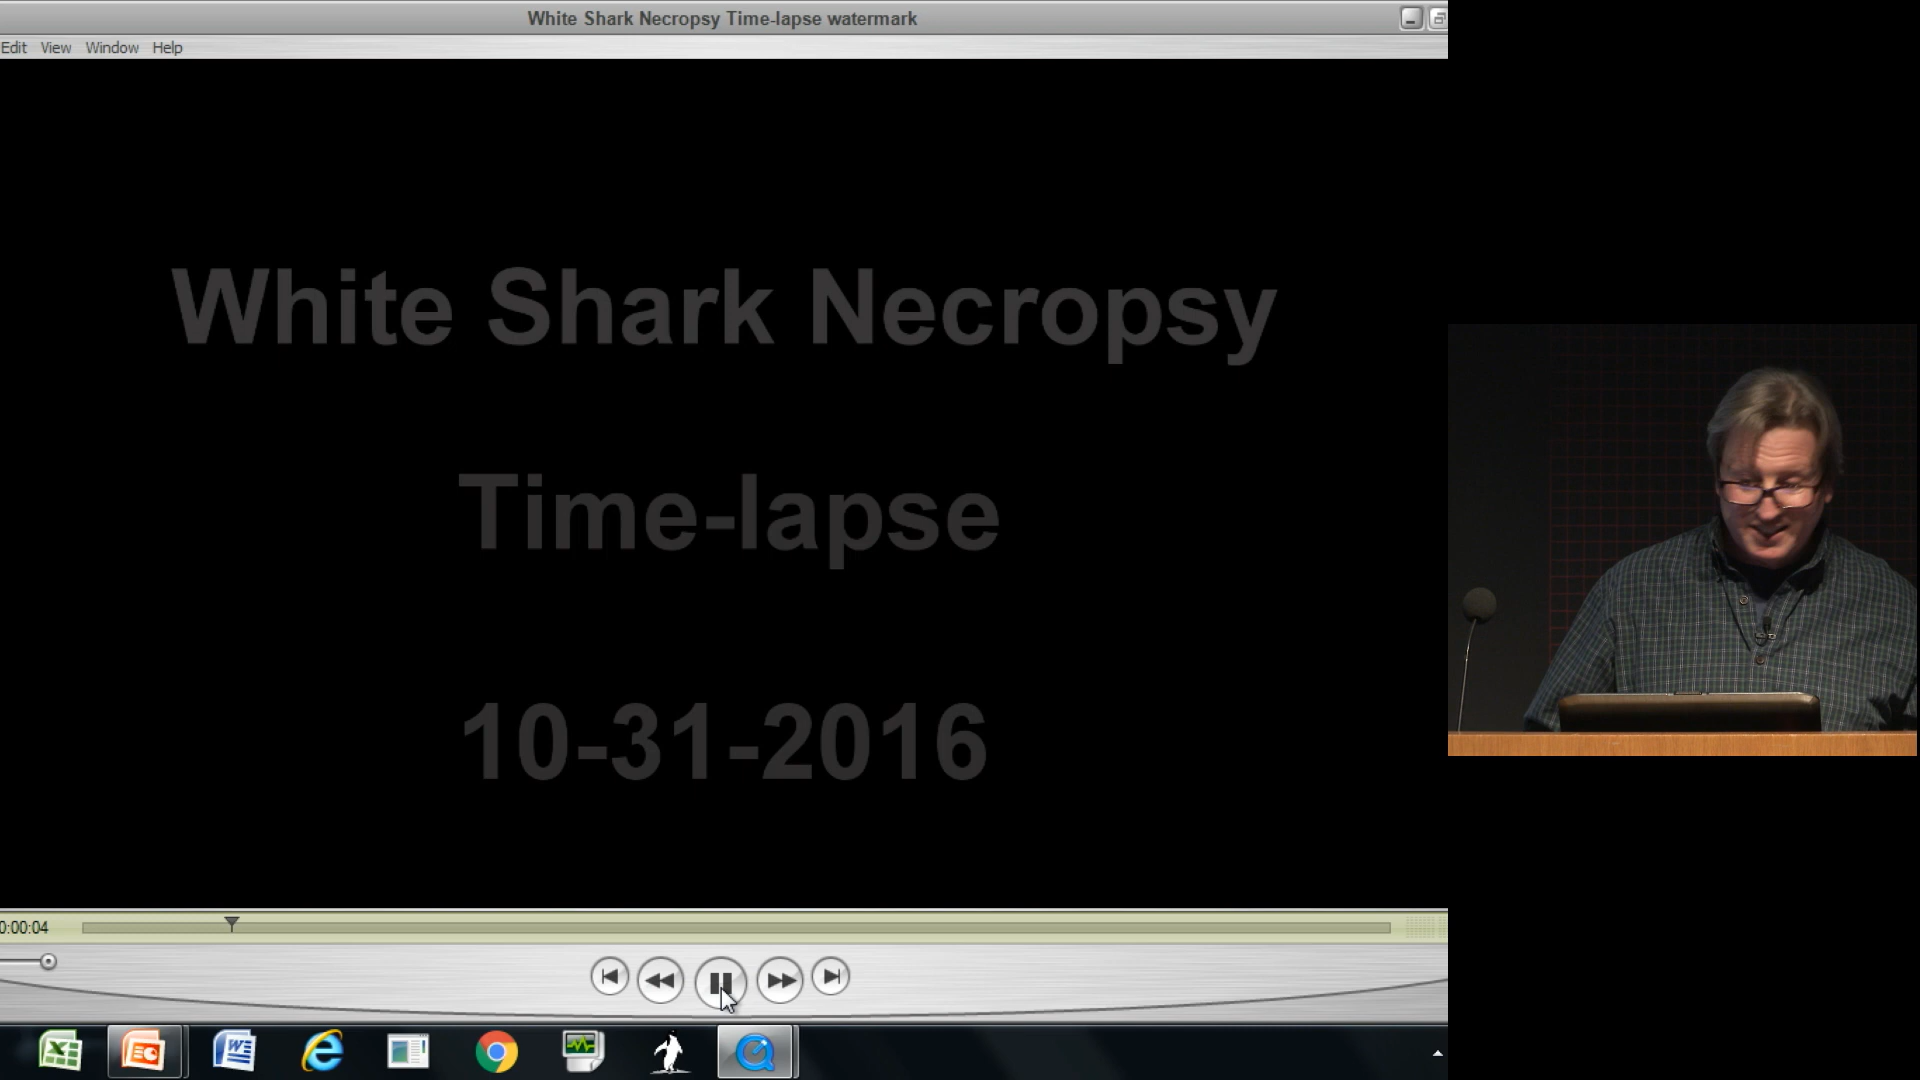 White Shark Necropsy Time-lapse watermark
Edit View Window Help
White Shark Necropsy
Time-lapse
10-31-2016
0:00:04